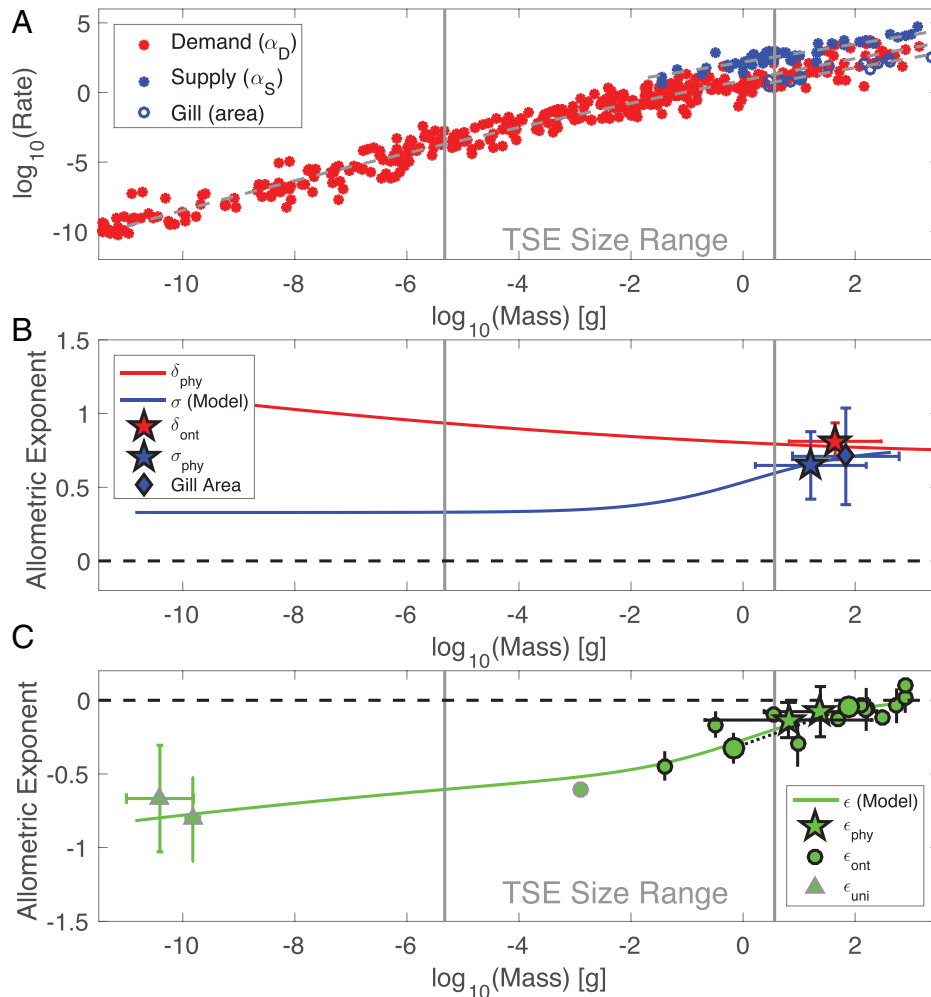 A
5
0
-5
-10
log10(Rate)
Demand (αD)
Supply (αS)
Gill (area)
TSE Size Range
-10
-8
-6
-4
-2
0
2
log10(Mass) [g]
B
1.5
1
0.5
0
Allometric Exponent
δphy
σ (Model)
δont
σphy
Gill Area
-10
-8
-6
-4
-2
0
2
log10(Mass) [g]
C
0
-0.5
-1
-1.5
Allometric Exponent
ϵ (Model)
ϵphy
ϵont
ϵuni
TSE Size Range
-10
-8
-6
-4
-2
0
2
log10(Mass) [g]